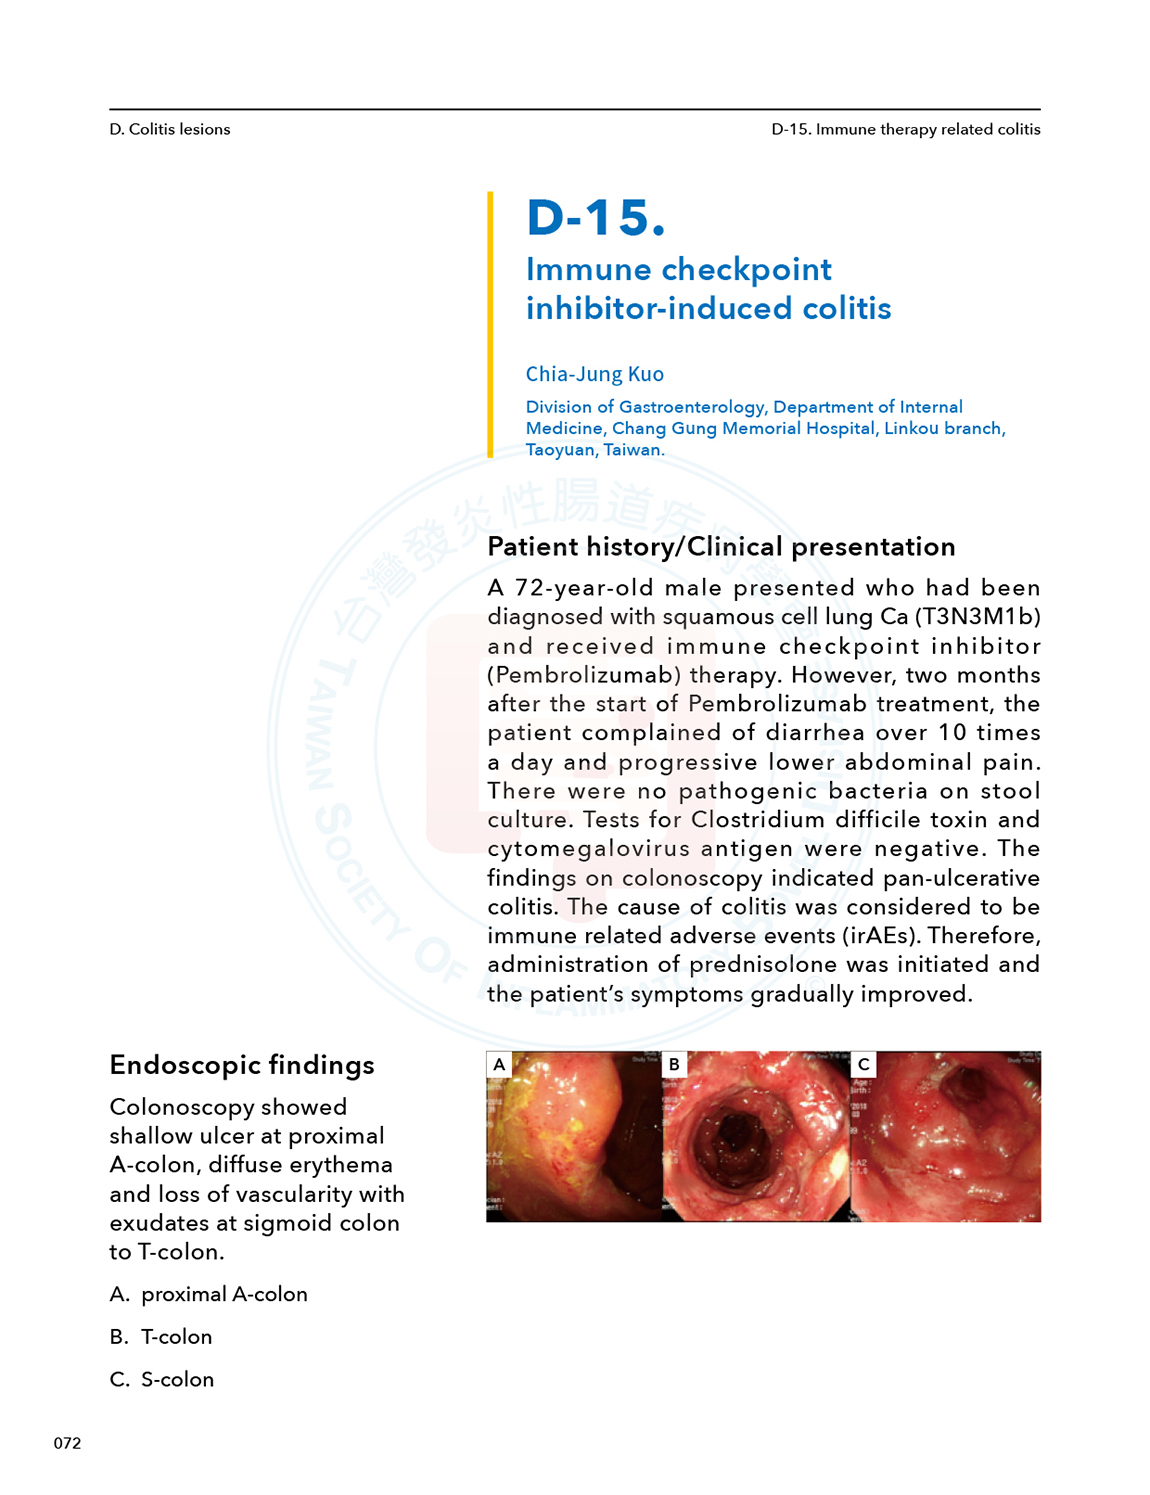 D. Colitis lesions
D-15. Immune therapy related colitis
D-15.
Immune checkpoint
inhibitor-induced colitis
Chia-Jung Kuo
Division of Gastroenterology, Department of Internal
Medicine, Chang Gung Memorial Hospital, Linkou branch,
Taoyuan, Taiwan.
Patient history/Clinical presentation
A 72-year-old male presented who had been
diagnosed with squamous cell lung Ca (T3N3M1b)
and received immune checkpoint inhibitor
(Pembrolizumab) therapy. However, two months
after the start of Pembrolizumab treatment, the
patient complained of diarrhea over 10 times
a day and progressive lower abdominal pain.
There were no pathogenic bacteria on stool
culture. Tests for Clostridium difficile toxin and
cytomegalovirus antigen were negative. The
findings on colonoscopy indicated pan-ulcerative
colitis. The cause of colitis was considered to be
immune related adverse events (irAEs). Therefore,
administration of prednisolone was initiated and
the patient's symptoms gradually improved.
Endoscopic findings
Colonoscopy showed
shallow ulcer at proximal
A-colon, diffuse erythema
and loss of vascularity with
exudates at sigmoid colon
to T-colon.
A. proximal A-colon
B. T-colon
C. S-colon
A
B
C
072